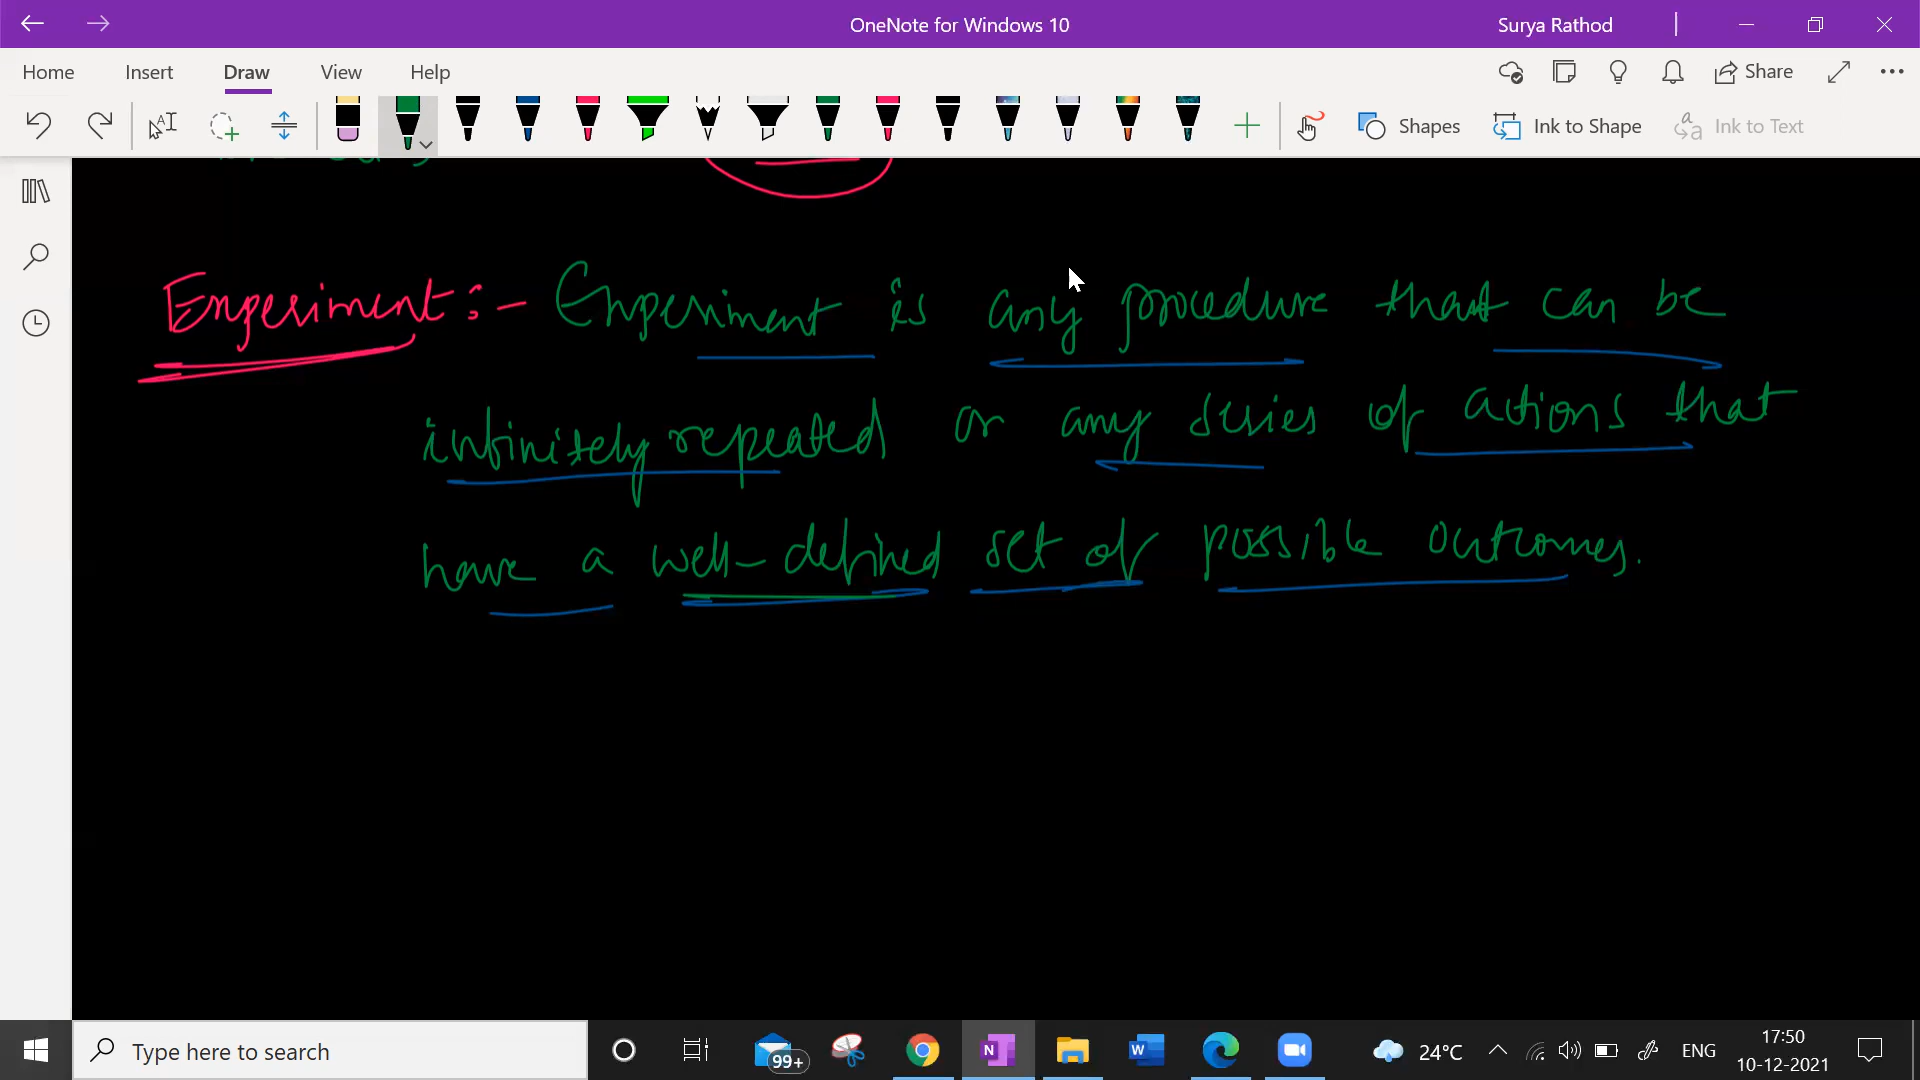 OneNote for Windows 10
Surya Rathod
Home Insert Draw View Help
Share
Shapes Ink to Shape Ink to Text
Experiment :- Experiment is any procedure that can be
infinitely repeated or any series of actions that
have a well-defined set of possible outcomes.
Type here to search
99+
24°C
ENG
17:50
10-12-2021